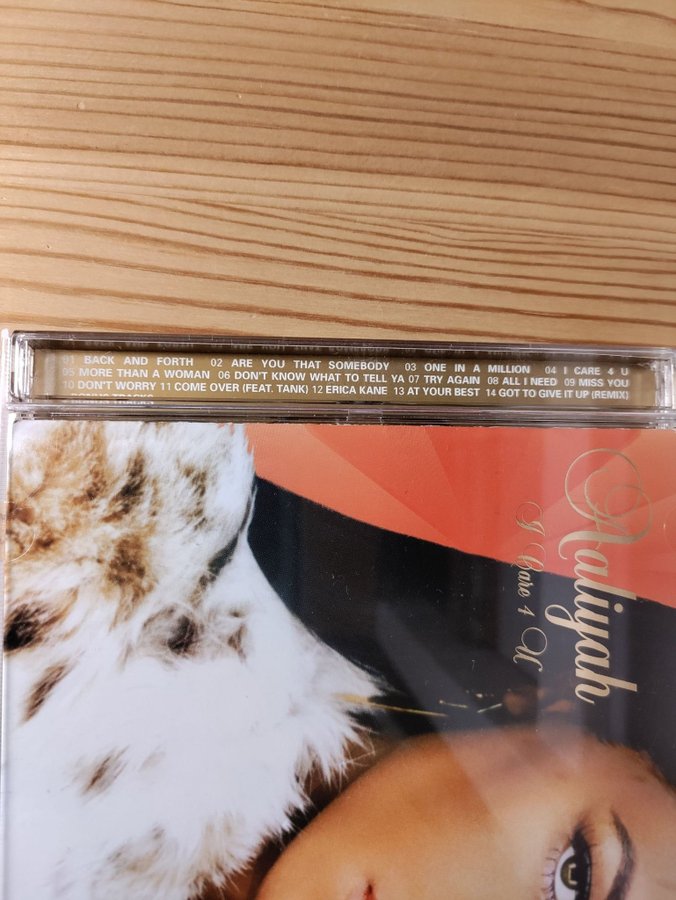 01 BACK AND FORTH 02 ARE YOU THAT SOMEBODY 03 ONE IN A MILLION 04 I CARE 4 U
05 MORE THAN A WOMAN 06 DON'T KNOW WHAT TO TELL YA 07 TRY AGAIN 08 ALL I NEED 09 MISS YOU
10 DON'T WORRY 11 COME OVER (FEAT. TANK) 12 ERICA KANE 13 AT YOUR BEST 14 GOT TO GIVE IT UP (REMIX)
BONUS TRACKS
Aaliyah
I Care 4 U